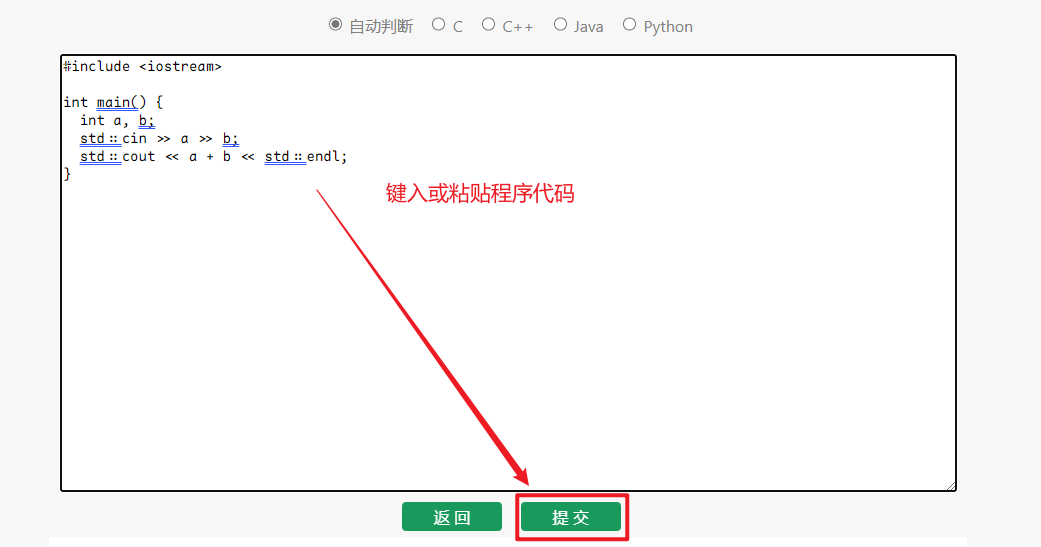 自动判断 C C++ Java Python
#include <iostream>
int main() {
  int a, b;
  std::cin >> a >> b;
  std::cout << a + b << std::endl;
}
键入或粘贴程序代码
返回 提交